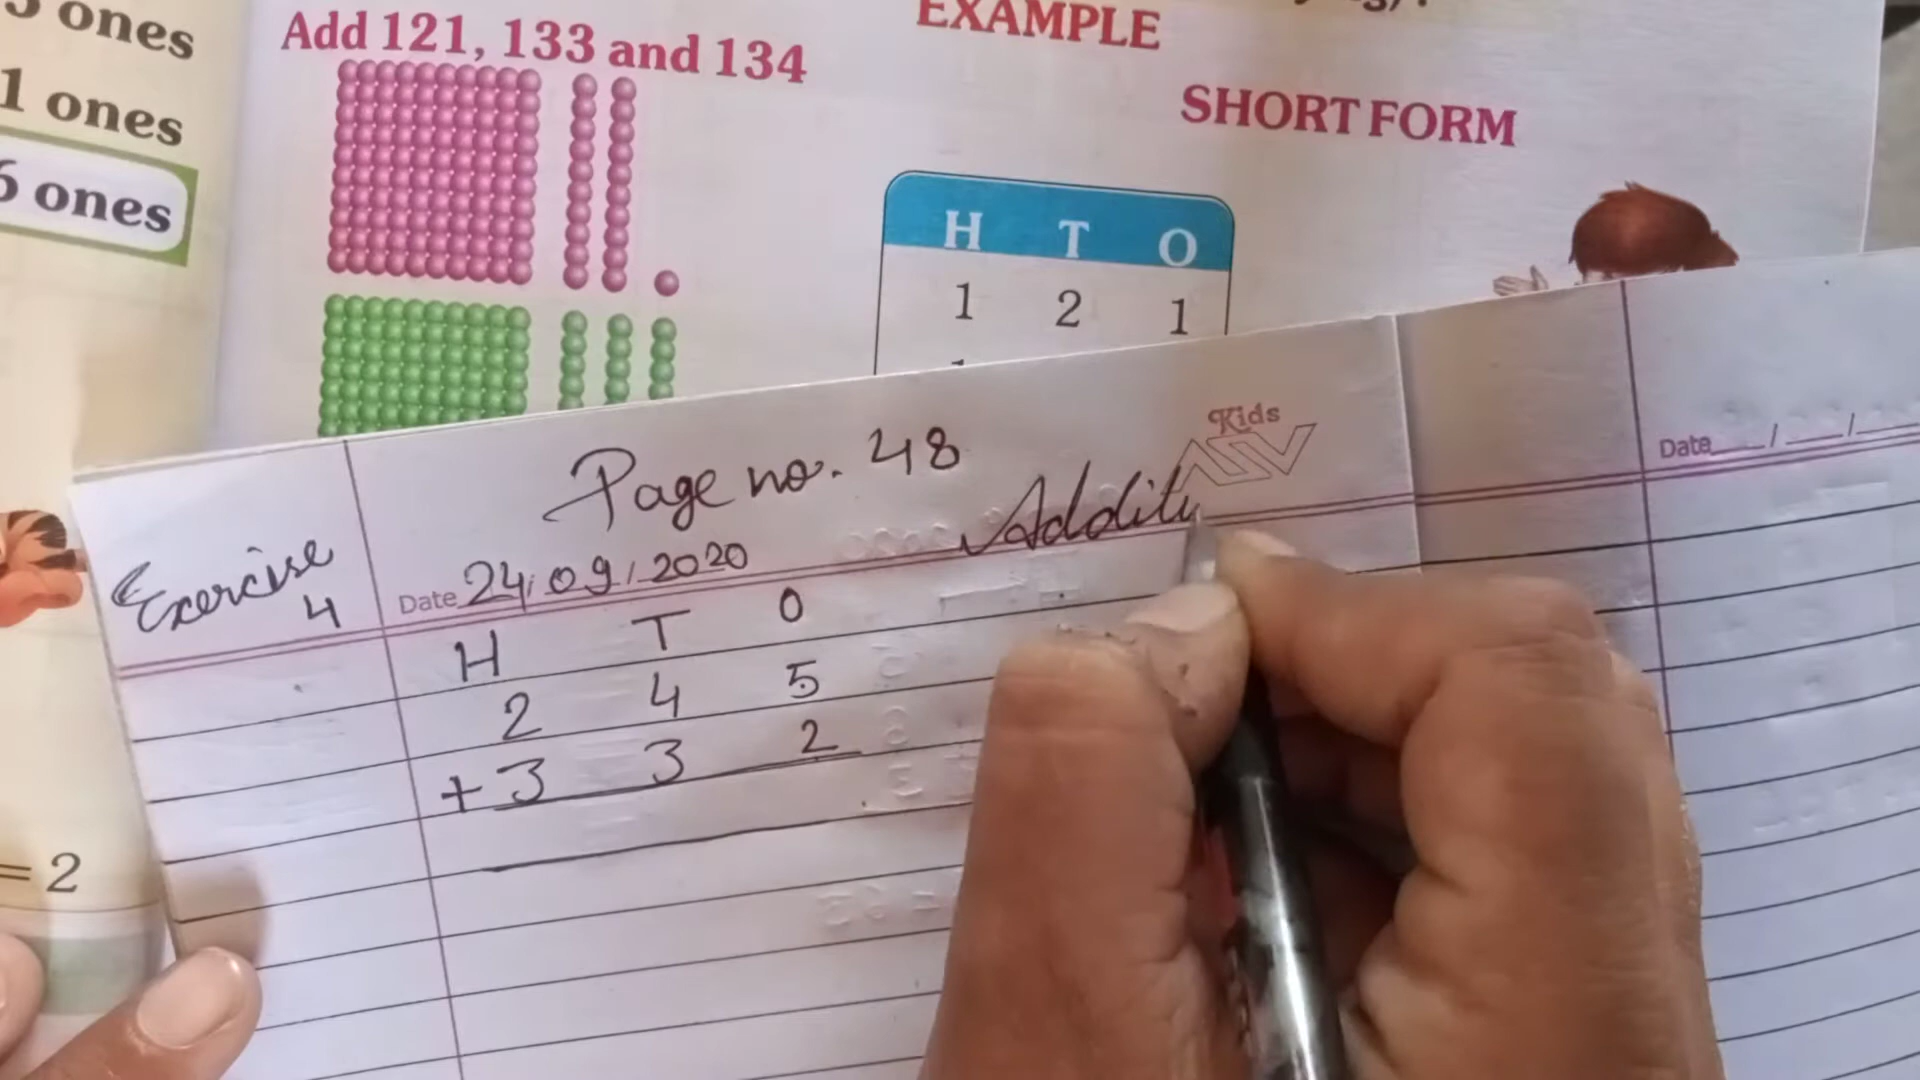 ones
1 ones
6 ones
Add 121, 133 and 134
EXAMPLE
SHORT FORM
H T O
1 2 1
= 2
Page no. 48
Kids
Additi
Exercise
4
Date 24/09/2020
Date / /
H T O
2 4 5
+ 3 3 2